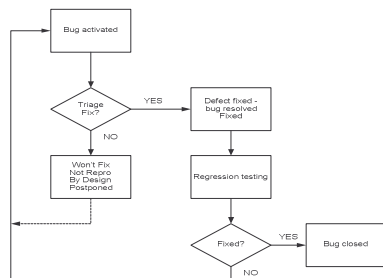 Bug activated
Triage
Fix?
YES
Defect fixed -
bug resolved
Fixed
NO
Won't Fix
Not Repro
By Design
Postponed
Regression testing
Fixed?
YES
Bug closed
NO